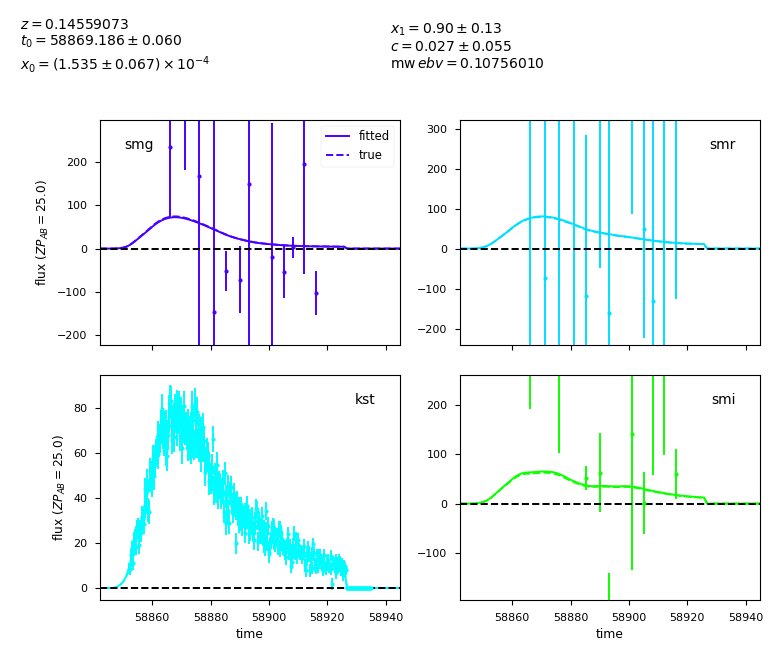 z = 0.14559073
t₀ = 58869.186 ± 0.060
x₀ = (1.535 ± 0.067) × 10⁻⁴
x₁ = 0.90 ± 0.13
c = 0.027 ± 0.055
mw ebv = 0.10756010
smg
fitted
true
200
100
0
−100
−200
flux (ZP_AB = 25.0)
smr
300
200
100
0
−100
−200
kst
80
60
40
20
0
flux (ZP_AB = 25.0)
58860 58880 58900 58920 58940
time
smi
200
100
0
−100
58860 58880 58900 58920 58940
time